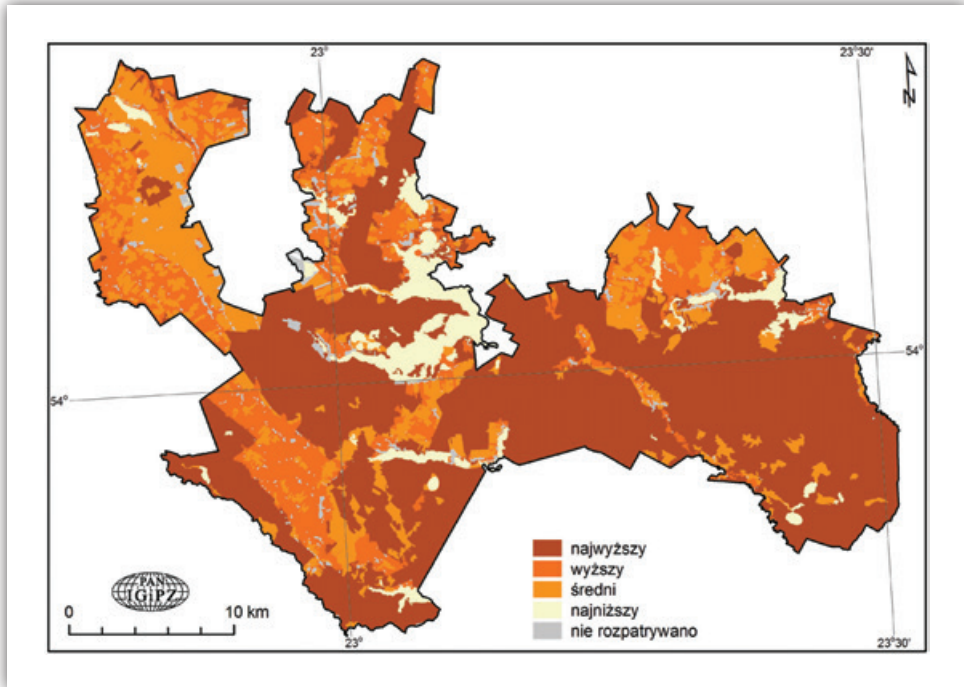 23°
23°30'
N
54°
54°
najwyższy
wyższy
średni
najniższy
nie rozpatrywano
PAN
IGiPZ
0 10 km
23°
23°30'